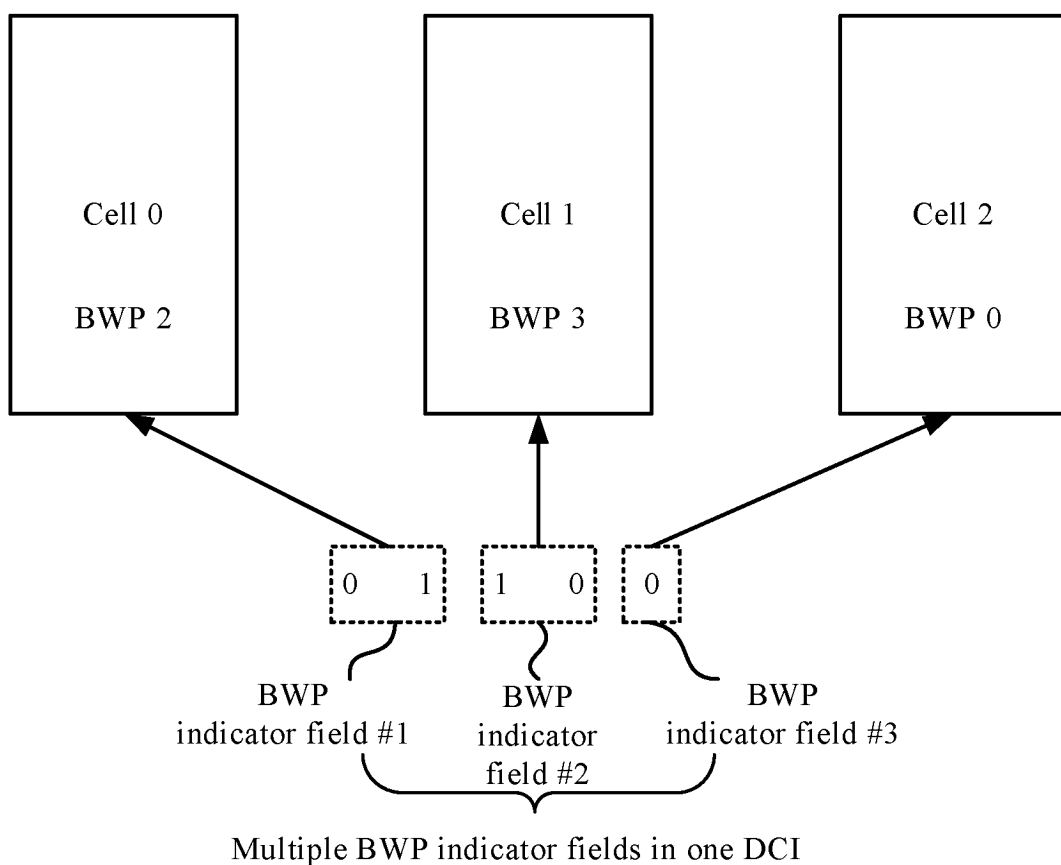 Cell 0
BWP 2
Cell 1
BWP 3
Cell 2
BWP 0
0 1
1 0
0
BWP
indicator field #1
BWP
indicator
field #2
BWP
indicator field #3
Multiple BWP indicator fields in one DCI